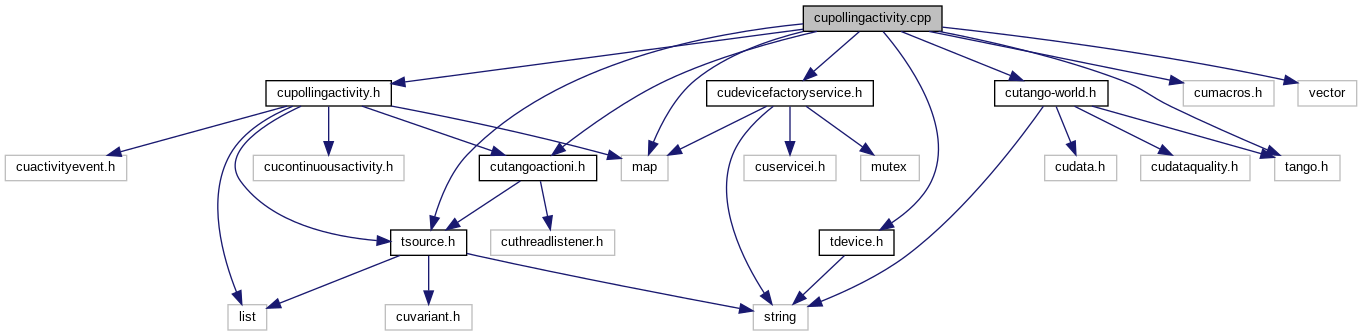 cupollingactivity.cpp
cupollingactivity.h
cudevicefactoryservice.h
cutango-world.h
cumacros.h
vector
cuactivityevent.h
cucontinuousactivity.h
cutangoactioni.h
map
cuservicei.h
mutex
cudata.h
cudataquality.h
tango.h
tsource.h
cuthreadlistener.h
tdevice.h
list
cuvariant.h
string